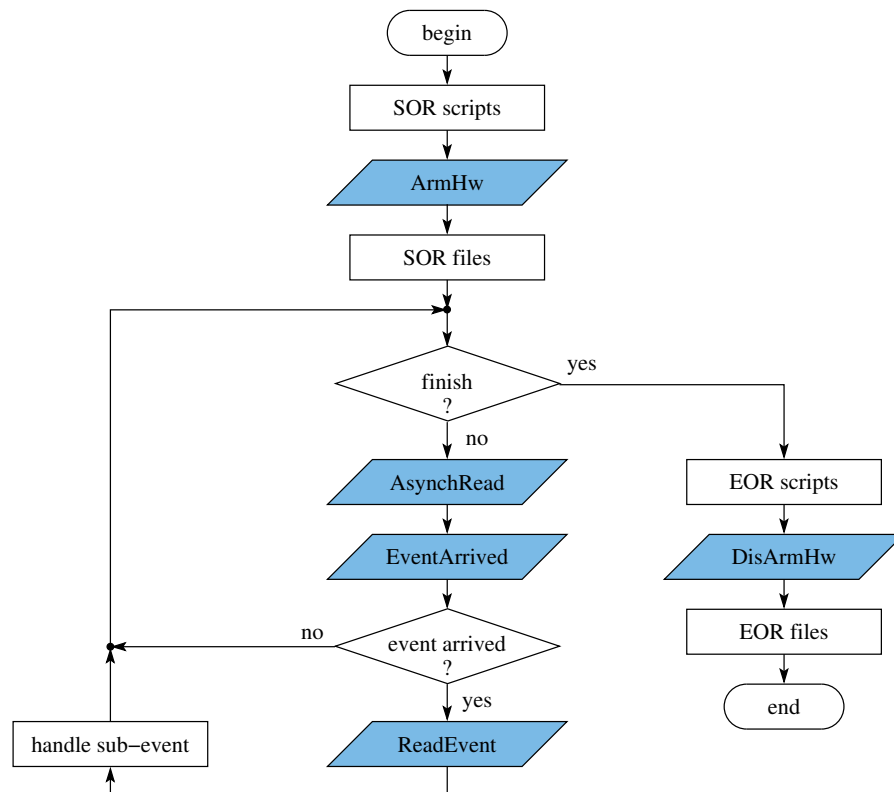 begin
SOR scripts
ArmHw
SOR files
finish
?
yes
no
AsynchRead
EventArrived
event arrived
?
no
yes
ReadEvent
handle sub−event
EOR scripts
DisArmHw
EOR files
end